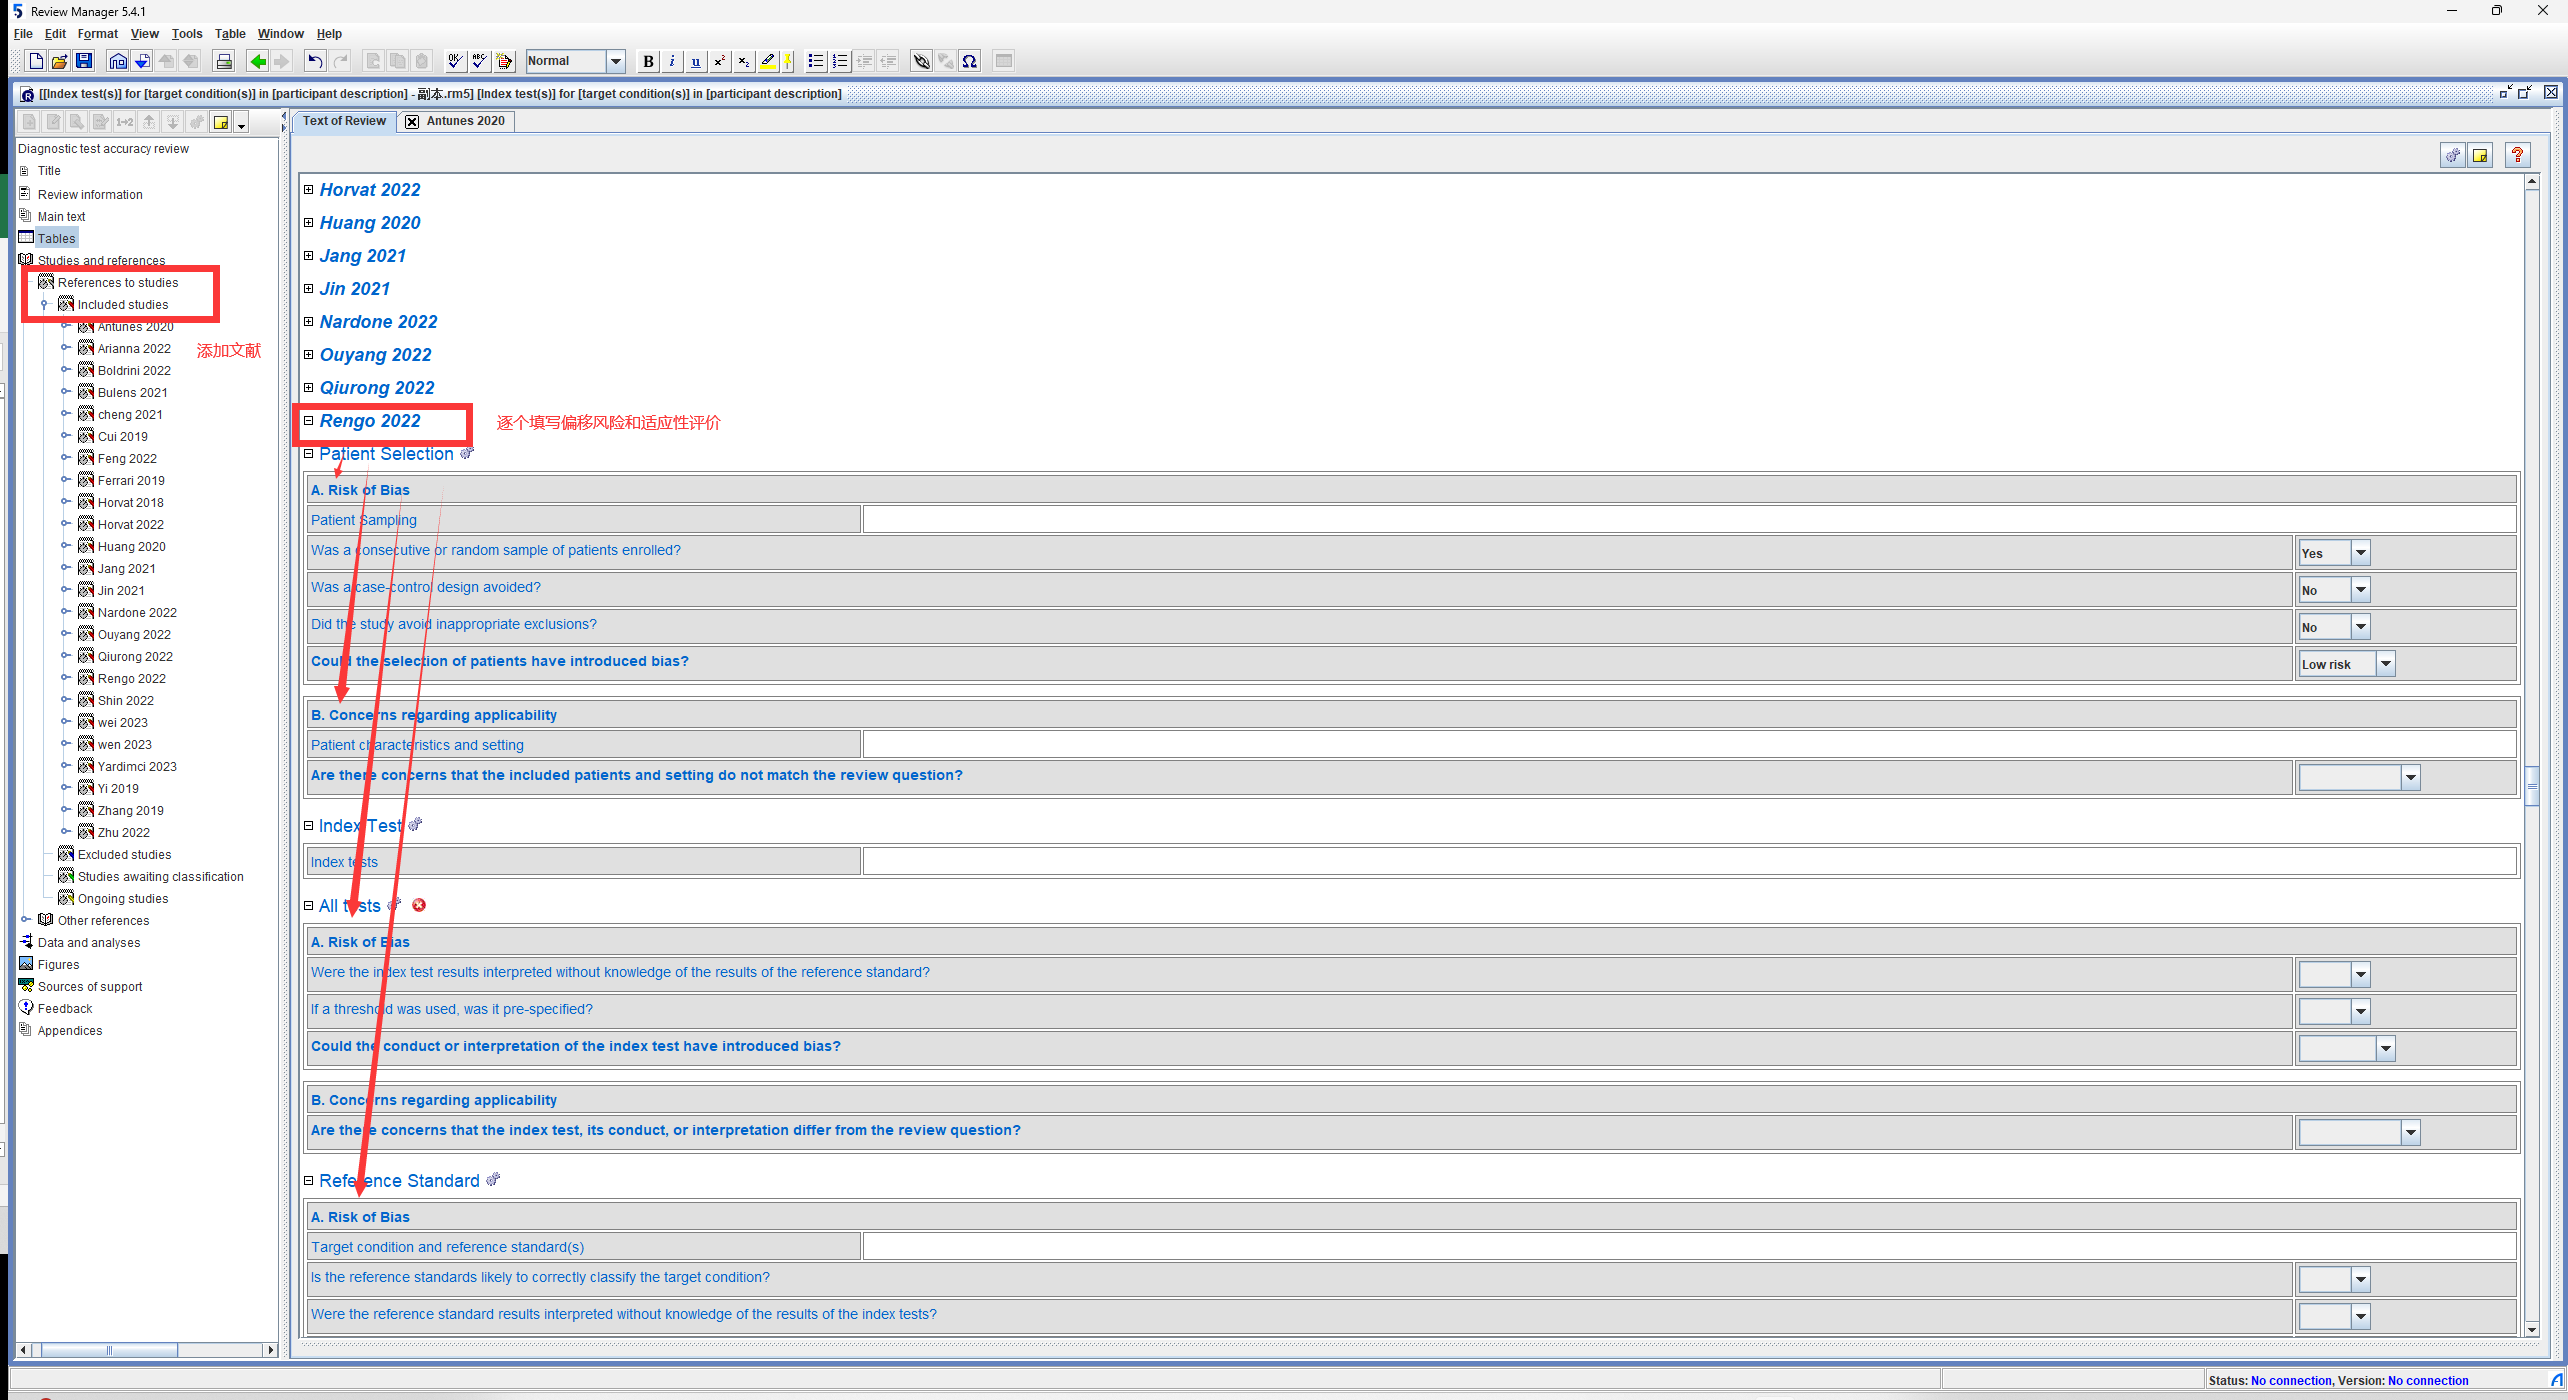 Review Manager 5.4.1
File Edit Format View Tools Table Window Help
Normal
[[Index test(s)] for [target condition(s)] in [participant description] - 副本.rm5] [Index test(s)] for [target condition(s)] in [participant description]
Text of Review
Antunes 2020
Diagnostic test accuracy review
Title
Review information
Main text
Tables
Studies and references
References to studies
Included studies
Antunes 2020
Arianna 2022
添加文献
Boldrini 2022
Bulens 2021
cheng 2021
Cui 2019
Feng 2022
Ferrari 2019
Horvat 2018
Horvat 2022
Huang 2020
Jang 2021
Jin 2021
Nardone 2022
Ouyang 2022
Qiurong 2022
Rengo 2022
Shin 2022
wei 2023
wen 2023
Yardimci 2023
Yi 2019
Zhang 2019
Zhu 2022
Excluded studies
Studies awaiting classification
Ongoing studies
Other references
Data and analyses
Figures
Sources of support
Feedback
Appendices
Horvat 2022
Huang 2020
Jang 2021
Jin 2021
Nardone 2022
Ouyang 2022
Qiurong 2022
Rengo 2022
逐个填写偏移风险和适应性评价
Patient Selection
A. Risk of Bias
Patient Sampling
Was a consecutive or random sample of patients enrolled? Yes
Was a case-control design avoided? No
Did the study avoid inappropriate exclusions? No
Could the selection of patients have introduced bias? Low risk
B. Concerns regarding applicability
Patient characteristics and setting
Are there concerns that the included patients and setting do not match the review question?
Index Test
Index tests
All tests
A. Risk of Bias
Were the index test results interpreted without knowledge of the results of the reference standard?
If a threshold was used, was it pre-specified?
Could the conduct or interpretation of the index test have introduced bias?
B. Concerns regarding applicability
Are there concerns that the index test, its conduct, or interpretation differ from the review question?
Reference Standard
A. Risk of Bias
Target condition and reference standard(s)
Is the reference standards likely to correctly classify the target condition?
Were the reference standard results interpreted without knowledge of the results of the index tests?
Status: No connection, Version: No connection